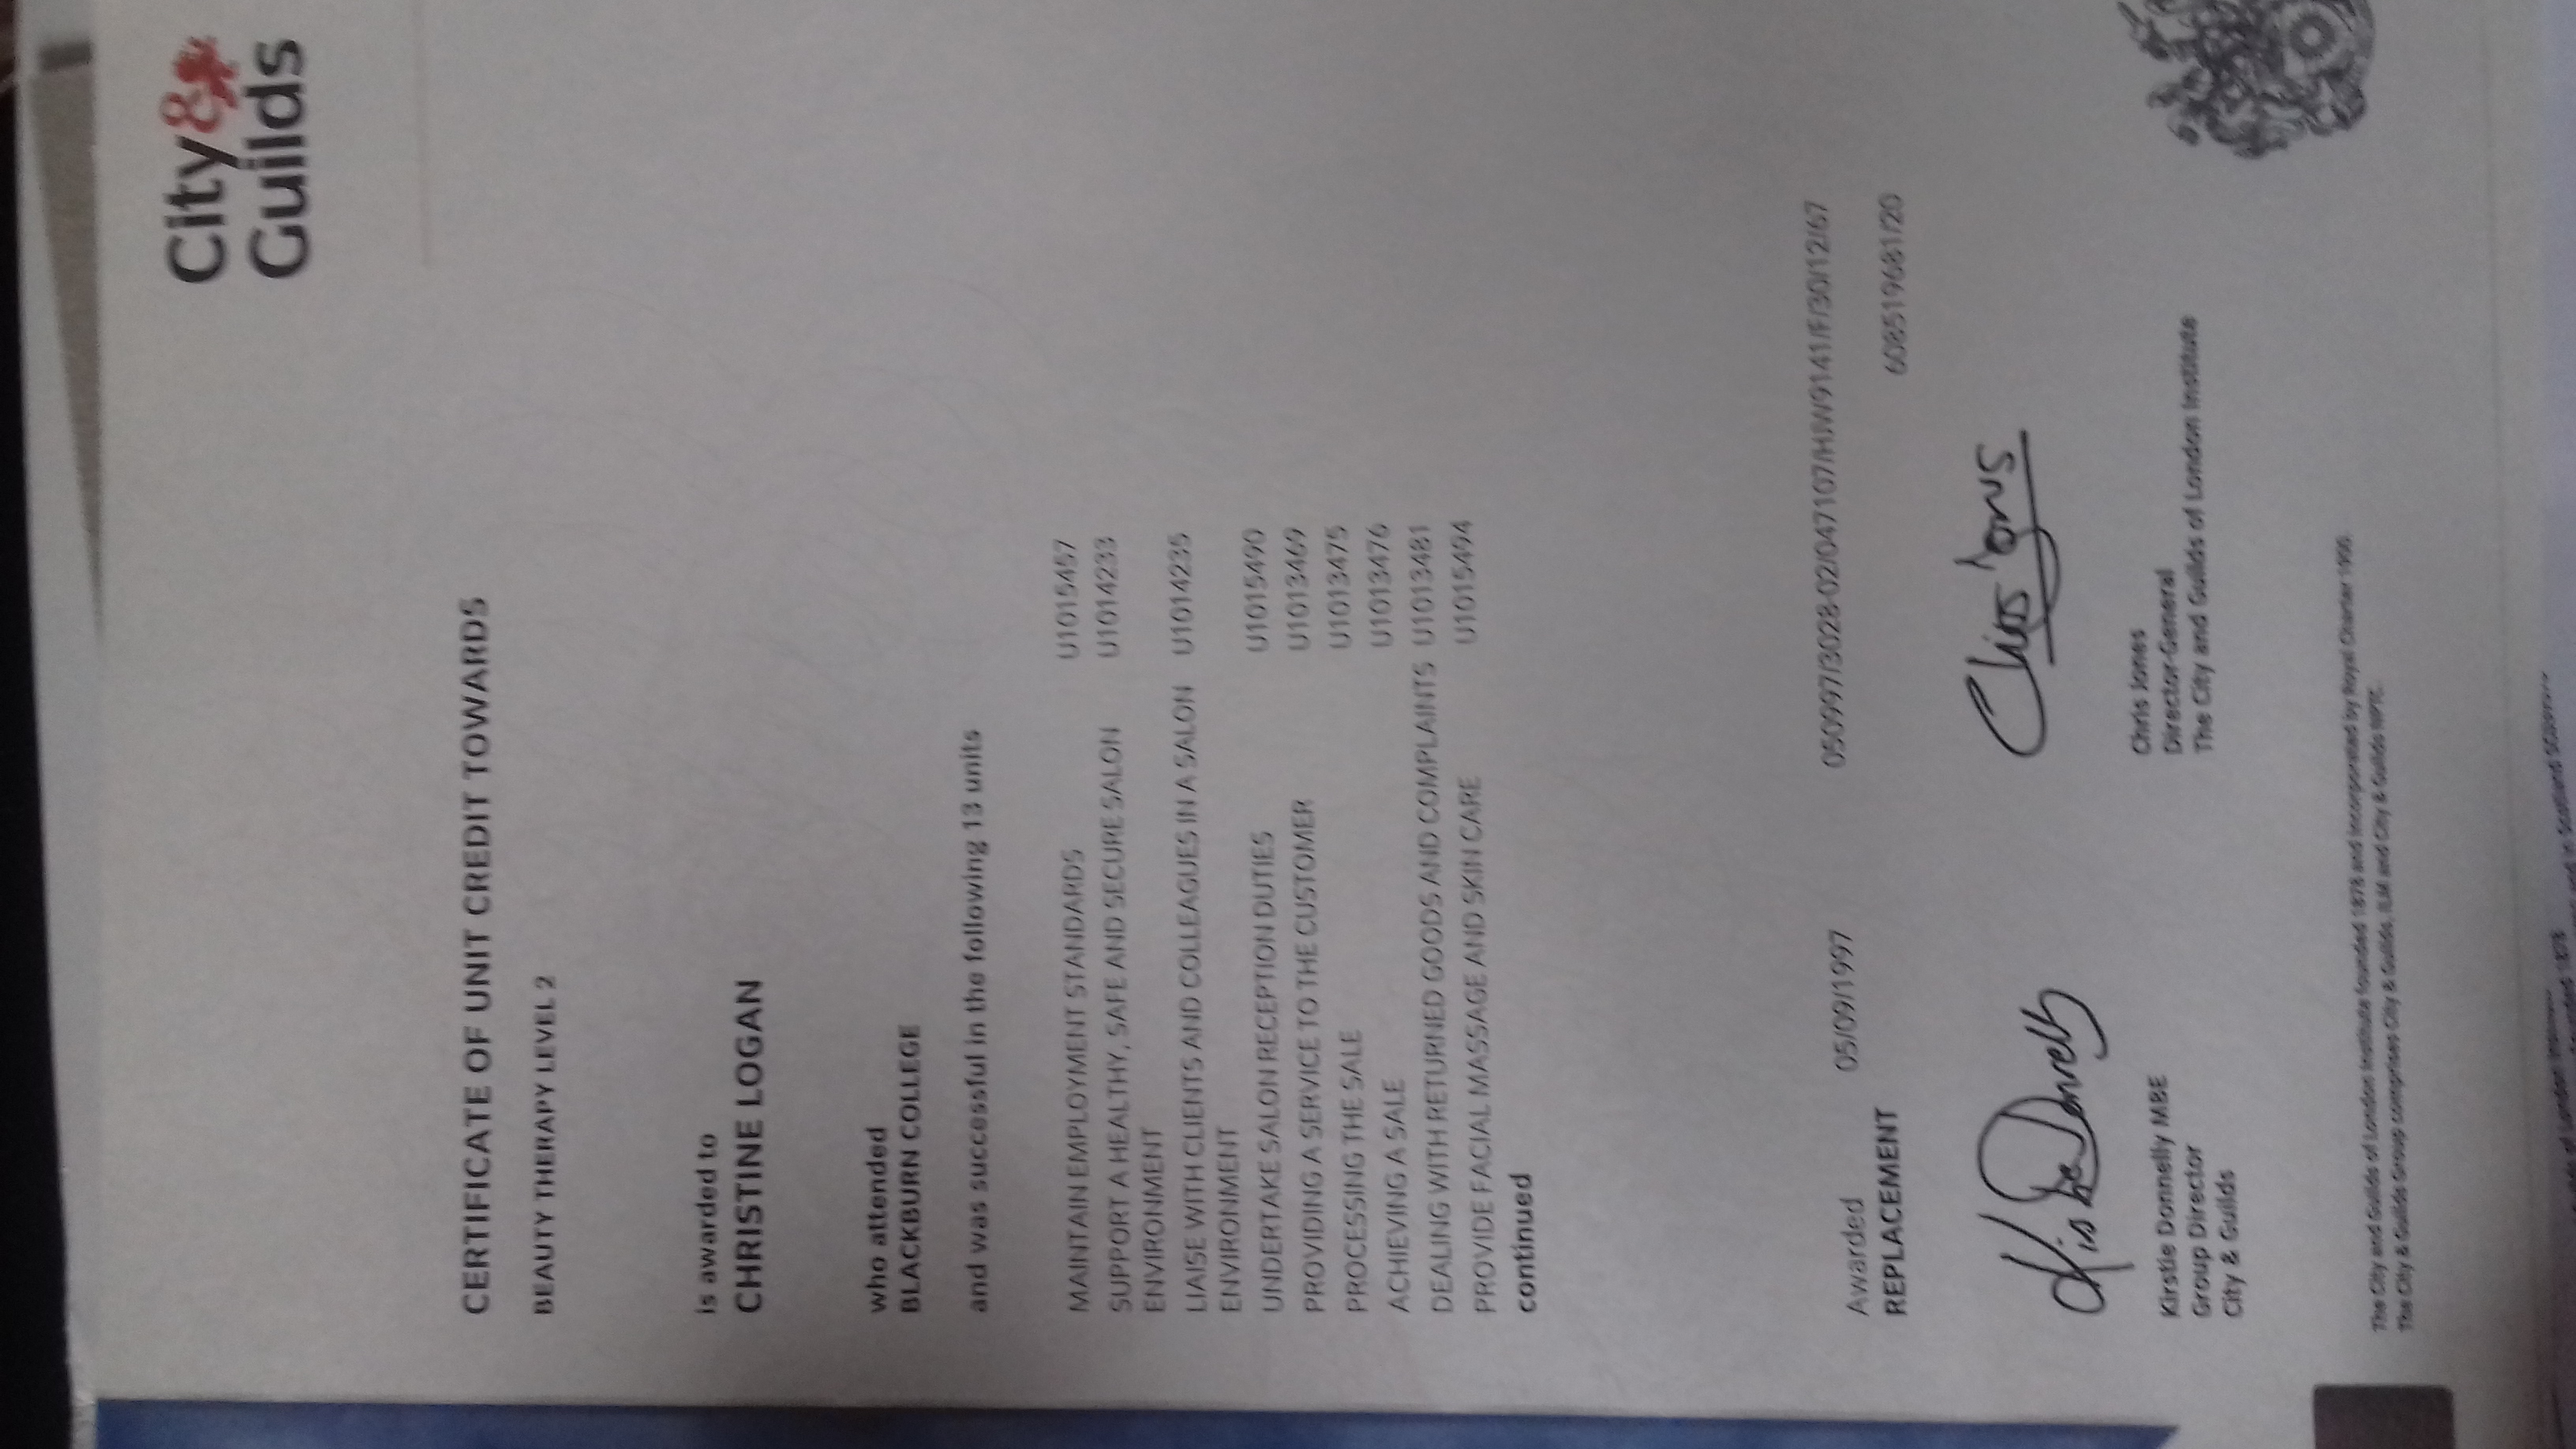 City&
Guilds
CERTIFICATE OF UNIT CREDIT TOWARDS
BEAUTY THERAPY LEVEL 2
is awarded to
CHRISTINE LOGAN
who attended
BLACKBURN COLLEGE
and was successful in the following 13 units
MAINTAIN EMPLOYMENT STANDARDS U1015457
SUPPORT A HEALTHY, SAFE AND SECURE SALON U1014233
ENVIRONMENT
LIAISE WITH CLIENTS AND COLLEAGUES IN A SALON U1014235
ENVIRONMENT
UNDERTAKE SALON RECEPTION DUTIES U1015490
PROVIDING A SERVICE TO THE CUSTOMER U1013469
PROCESSING THE SALE U1013475
ACHIEVING A SALE U1013476
DEALING WITH RETURNED GOODS AND COMPLAINTS U1013481
PROVIDE FACIAL MASSAGE AND SKIN CARE U1015494
continued
Awarded 05/09/1997 050997/3028-02/047107/HNW9141/F/30/12/67
REPLACEMENT 6085519681/20
Chris Jones
Kirstie Donnelly MBE
Group Director
City & Guilds
Chris Jones
Director-General
The City and Guilds of London Institute
The City and Guilds of London Institute founded 1878 and incorporated by Royal Charter 1900.
The City & Guilds Group comprises City & Guilds, ILM and City & Guilds NPTC.